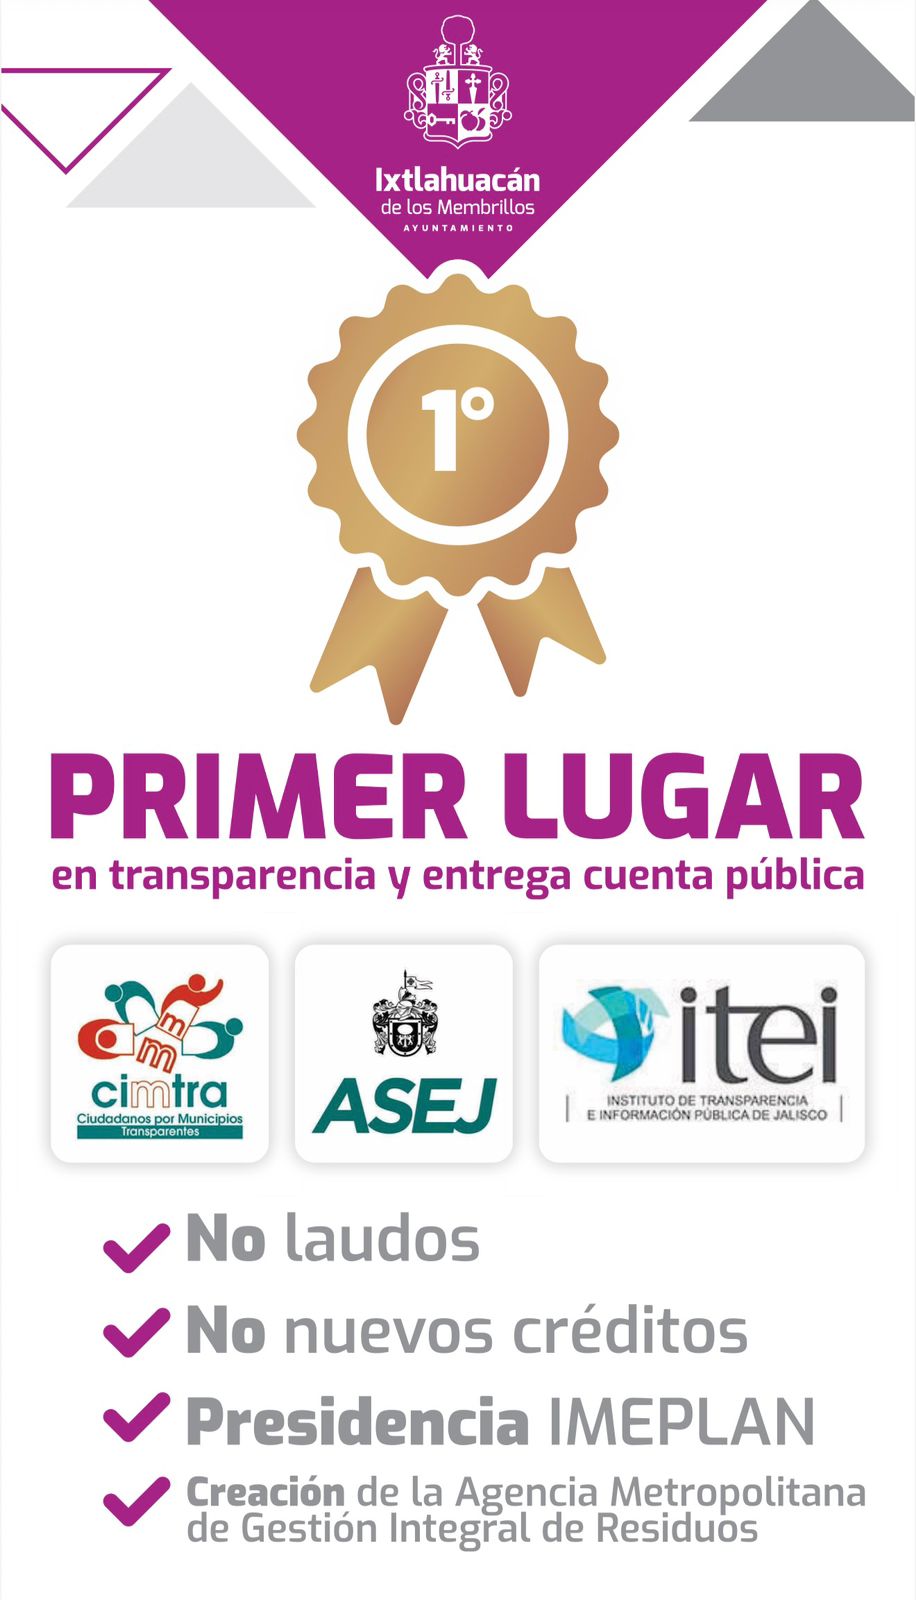 Ixtlahuacán
de los Membrillos
AYUNTAMIENTO
1°
PRIMER LUGAR
en transparencia y entrega cuenta pública
mm
cimtra
Ciudadanos por Municipios
Transparentes
ASEJ
itei
INSTITUTO DE TRANSPARENCIA
E INFORMACIÓN PÚBLICA DE JALISCO
No laudos
No nuevos créditos
Presidencia IMEPLAN
Creación de la Agencia Metropolitana
de Gestión Integral de Residuos